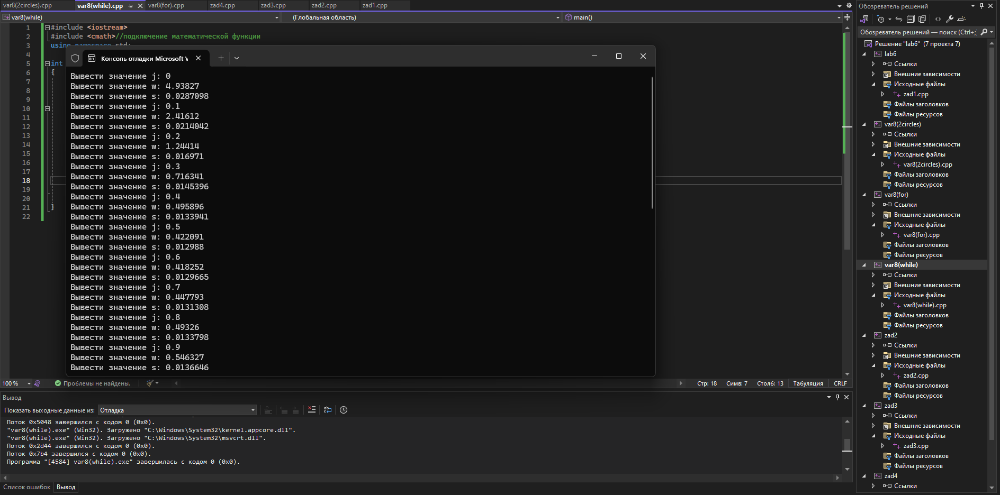 var8(2circles).cpp
var8(while).cpp
var8(for).cpp
zad4.cpp
zad3.cpp
zad2.cpp
zad1.cpp
var8(while)
(Глобальная область)
main()
1 #include <iostream>
2 #include <cmath>//подключение математической функции
3 using namespace std;
4
5 int
6 {
7
8
9
10
11
12
13
14
15
16
17
18
19
20
21 }
22
Консоль отладки Microsoft V
Вывести значение j: 0
Вывести значение w: 4.93827
Вывести значение s: 0.0287098
Вывести значение j: 0.1
Вывести значение w: 2.41612
Вывести значение s: 0.0214042
Вывести значение j: 0.2
Вывести значение w: 1.24414
Вывести значение s: 0.016971
Вывести значение j: 0.3
Вывести значение w: 0.716341
Вывести значение s: 0.0145396
Вывести значение j: 0.4
Вывести значение w: 0.495896
Вывести значение s: 0.0133941
Вывести значение j: 0.5
Вывести значение w: 0.422091
Вывести значение s: 0.012988
Вывести значение j: 0.6
Вывести значение w: 0.418252
Вывести значение s: 0.0129665
Вывести значение j: 0.7
Вывести значение w: 0.447793
Вывести значение s: 0.0131308
Вывести значение j: 0.8
Вывести значение w: 0.49326
Вывести значение s: 0.0133798
Вывести значение j: 0.9
Вывести значение w: 0.546327
Вывести значение s: 0.0136646
100 %
Проблемы не найдены.
Стр: 18 Симв: 7 Столб: 13 Табуляция CRLF
Вывод
Показать выходные данные из: Отладка
Поток 0x5048 завершился с кодом 0 (0x0).
"var8(while).exe" (Win32). Загружено "C:\Windows\System32\kernel.appcore.dll".
"var8(while).exe" (Win32). Загружено "C:\Windows\System32\msvcrt.dll".
Поток 0x2d44 завершился с кодом 0 (0x0).
Поток 0x7b4 завершился с кодом 0 (0x0).
Программа "[4584] var8(while).exe" завершилась с кодом 0 (0x0).
Список ошибок Вывод
Обозреватель решений
Обозреватель решений — поиск (Ctrl+;
Решение "lab6" (7 проекта 7)
lab6
Ссылки
Внешние зависимости
Исходные файлы
zad1.cpp
Файлы заголовков
Файлы ресурсов
var8(2circles)
Ссылки
Внешние зависимости
Исходные файлы
var8(2circles).cpp
Файлы заголовков
Файлы ресурсов
var8(for)
Ссылки
Внешние зависимости
Исходные файлы
var8(for).cpp
Файлы заголовков
Файлы ресурсов
var8(while)
Ссылки
Внешние зависимости
Исходные файлы
var8(while).cpp
Файлы заголовков
Файлы ресурсов
zad2
Ссылки
Внешние зависимости
Исходные файлы
zad2.cpp
Файлы заголовков
Файлы ресурсов
zad3
Ссылки
Внешние зависимости
Исходные файлы
zad3.cpp
Файлы заголовков
Файлы ресурсов
zad4
Ссылки